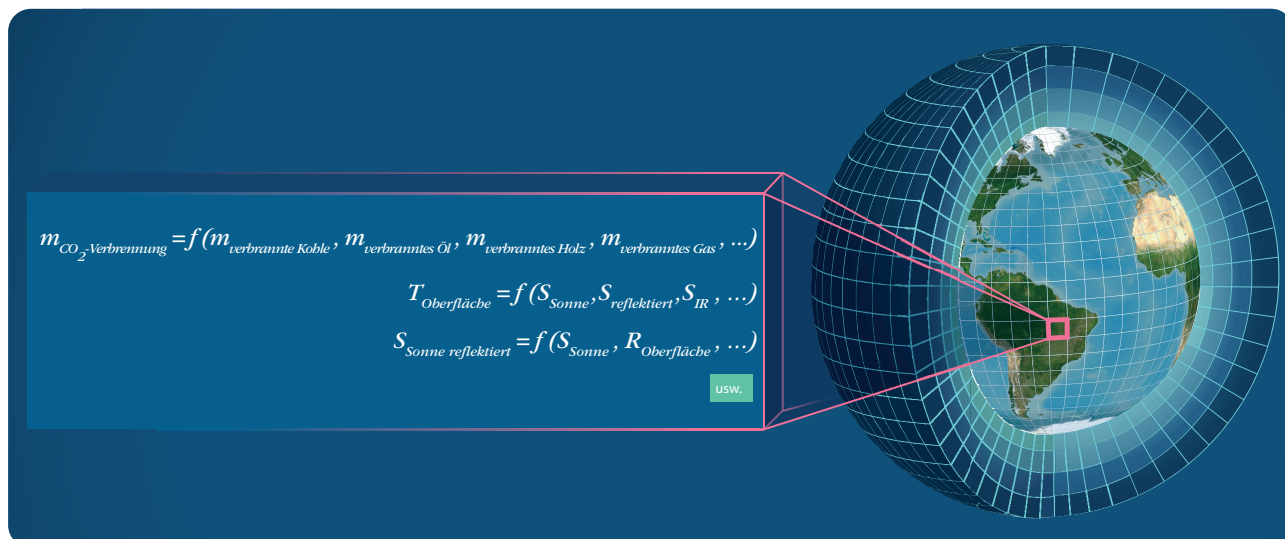 m_CO₂-Verbrennung = f (m_verbrannte Kohle, m_verbranntes Öl, m_verbranntes Holz, m_verbranntes Gas, ...)
T_Oberfläche = f (S_Sonne, S_reflektiert, S_IR, ...)
S_Sonne reflektiert = f (S_Sonne, R_Oberfläche, ...)
usw.